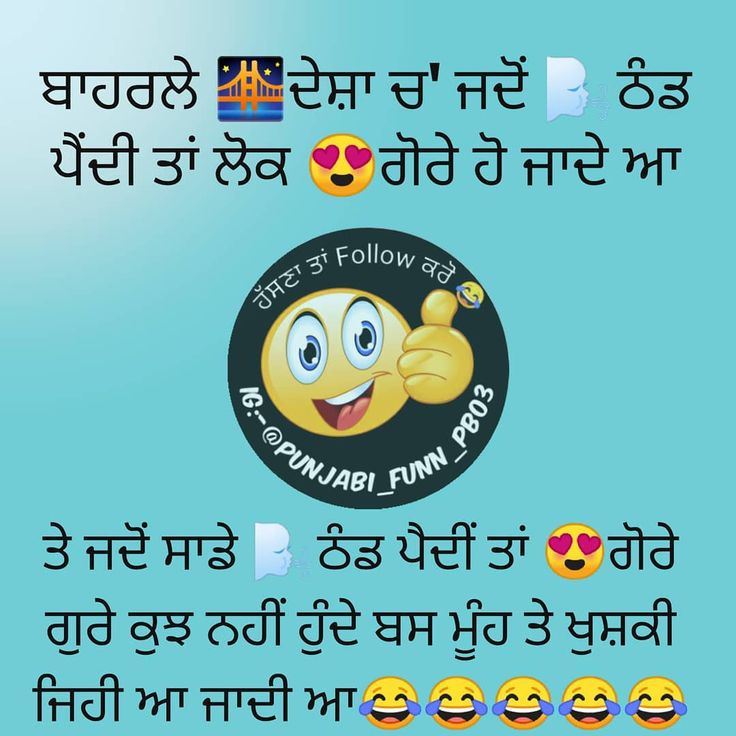 ਬਾਹਰਲੇ 🌉ਦੇਸ਼ਾ ਚ' ਜਦੋਂ 🌬️ ਠੰਡ
ਪੈਂਦੀ ਤਾਂ ਲੋਕ 😍ਗੋਰੇ ਹੋ ਜਾਦੇ ਆ
ਹੱਸਣਾ ਤਾਂ Follow ਕਰੋ 😂
IG:-@PUNJABI_FUNN_PB03
ਤੇ ਜਦੋਂ ਸਾਡੇ 🌬️ ਠੰਡ ਪੈਦੀਂ ਤਾਂ 😍ਗੋਰੇ
ਗੁਰੇ ਕੁਝ ਨਹੀਂ ਹੁੰਦੇ ਬਸ ਮੂੰਹ ਤੇ ਖੁਸ਼ਕੀ
ਜਿਹੀ ਆ ਜਾਦੀ ਆ😂😂😂😂😂